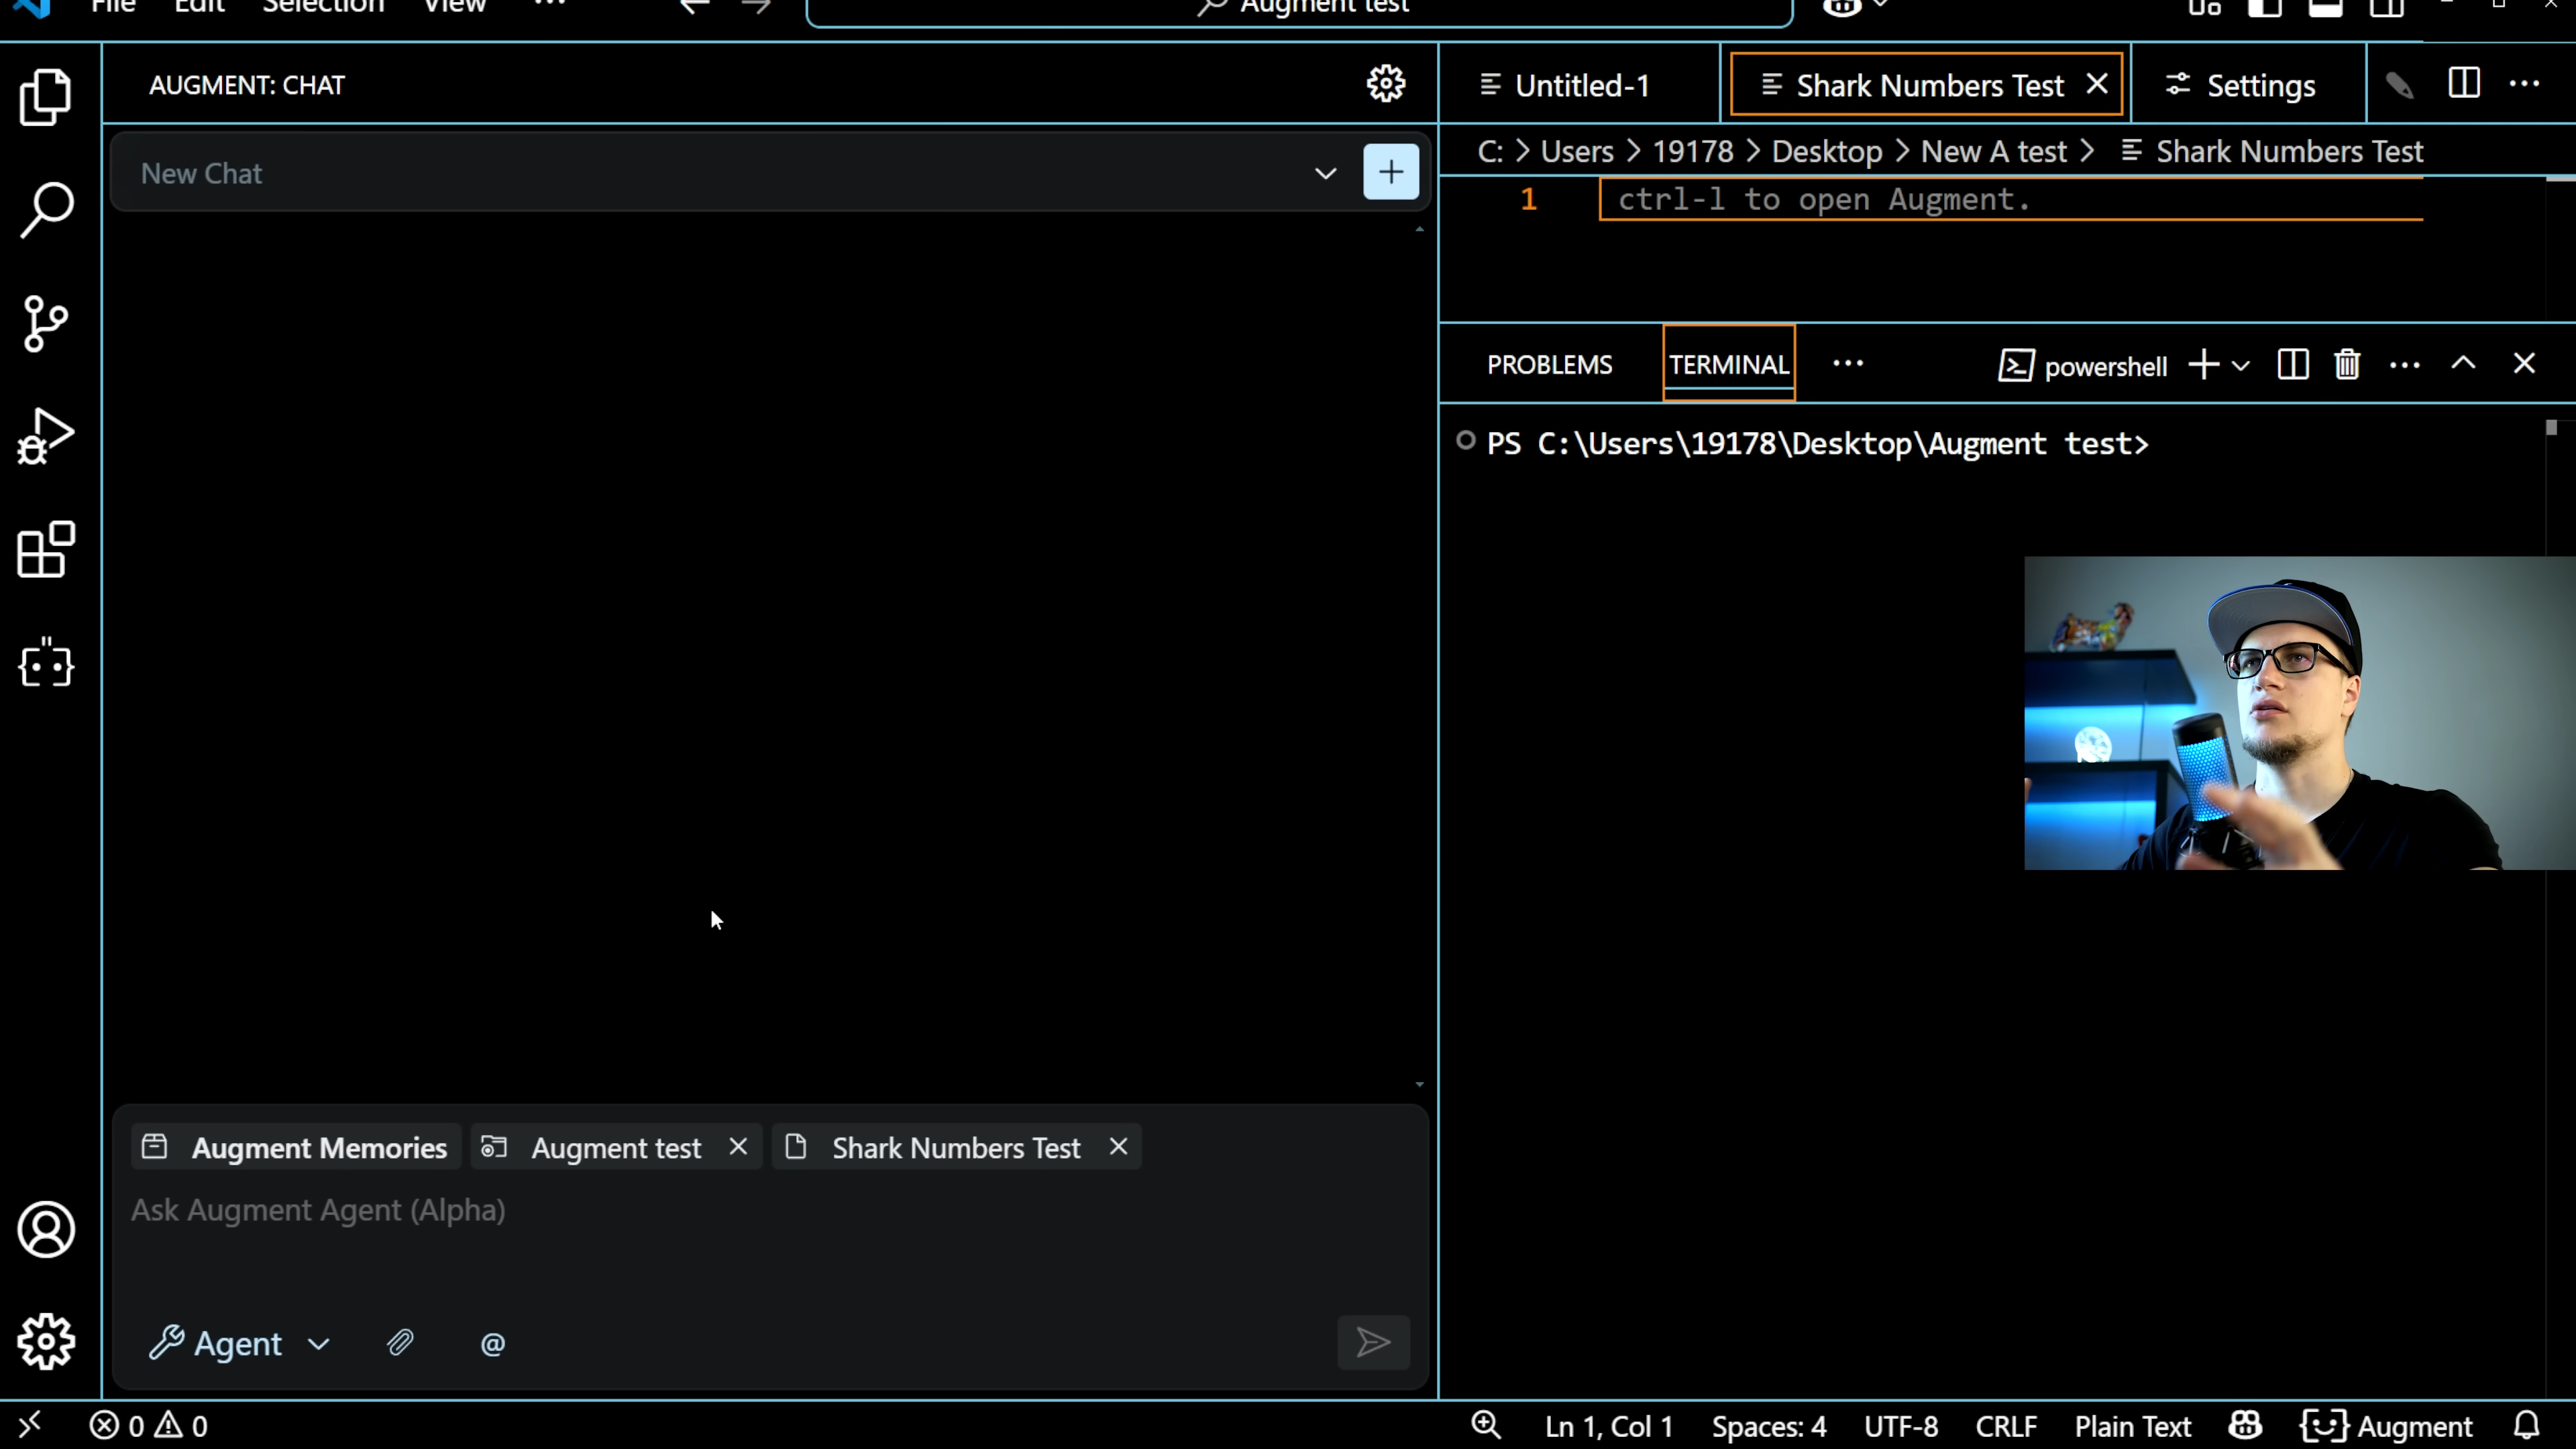 File Edit Selection View ...
Augment test
AUGMENT: CHAT
New Chat
Untitled-1
Shark Numbers Test
Settings
C: > Users > 19178 > Desktop > New A test > Shark Numbers Test
1 ctrl-l to open Augment.
PROBLEMS TERMINAL ...
powershell
PS C:\Users\19178\Desktop\Augment test>
Augment Memories
Augment test
Shark Numbers Test
Ask Augment Agent (Alpha)
Agent
@
0 0
Ln 1, Col 1 Spaces: 4 UTF-8 CRLF Plain Text Augment